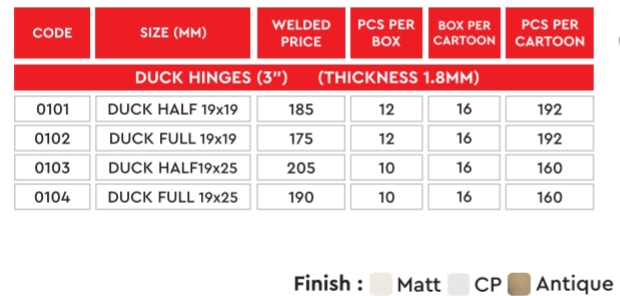 CODE SIZE (MM) WELDED PRICE PCS PER BOX BOX PER CARTOON PCS PER CARTOON
DUCK HINGES (3") (THICKNESS 1.8MM)
0101 DUCK HALF 19x19 185 12 16 192
0102 DUCK FULL 19x19 175 12 16 192
0103 DUCK HALF19x25 205 10 16 160
0104 DUCK FULL 19x25 190 10 16 160
Finish : Matt CP Antique